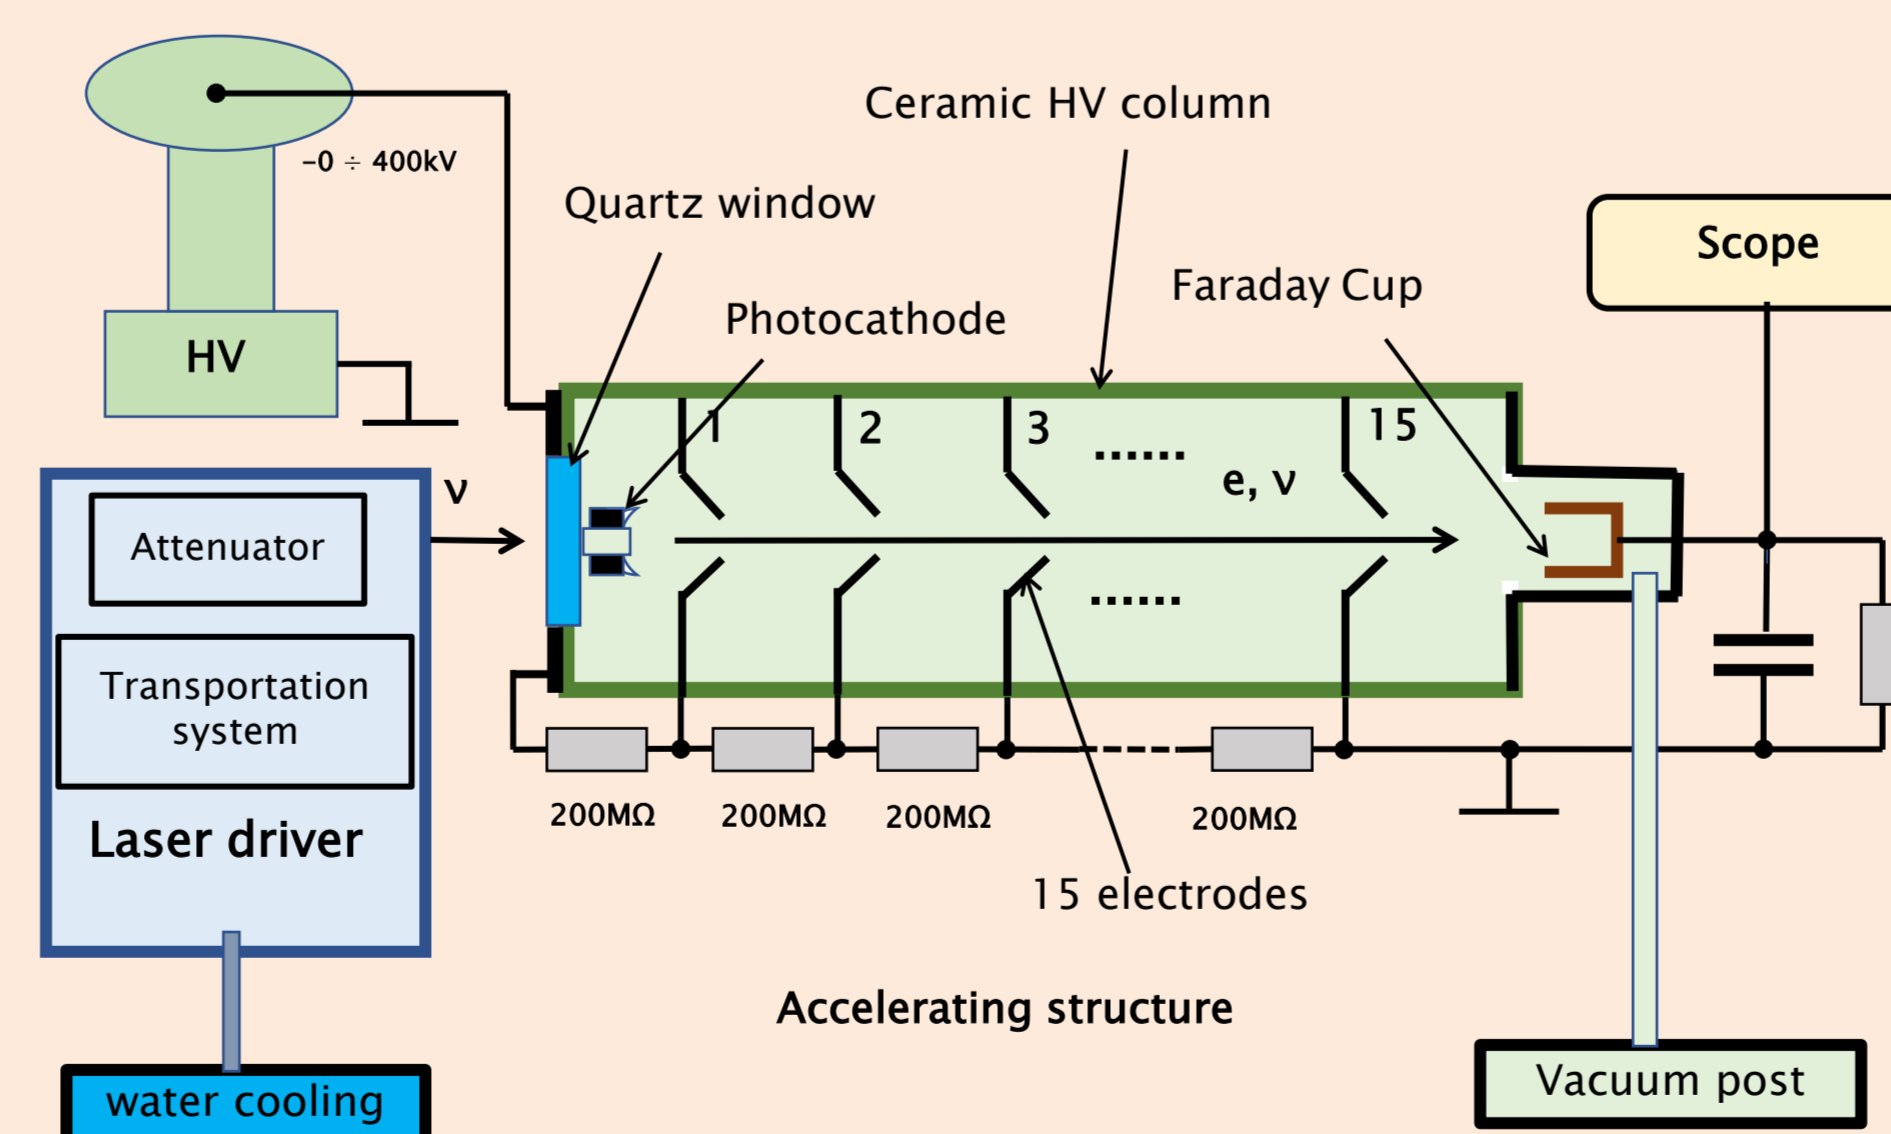 Ceramic HV column
–0 ÷ 400kV
Quartz window
Scope
Faraday Cup
Photocathode
HV
1
2
3
......
15
e, ν
ν
Attenuator
......
Transportation
system
200MΩ
200MΩ
200MΩ
200MΩ
Laser driver
15 electrodes
Accelerating structure
Vacuum post
water cooling